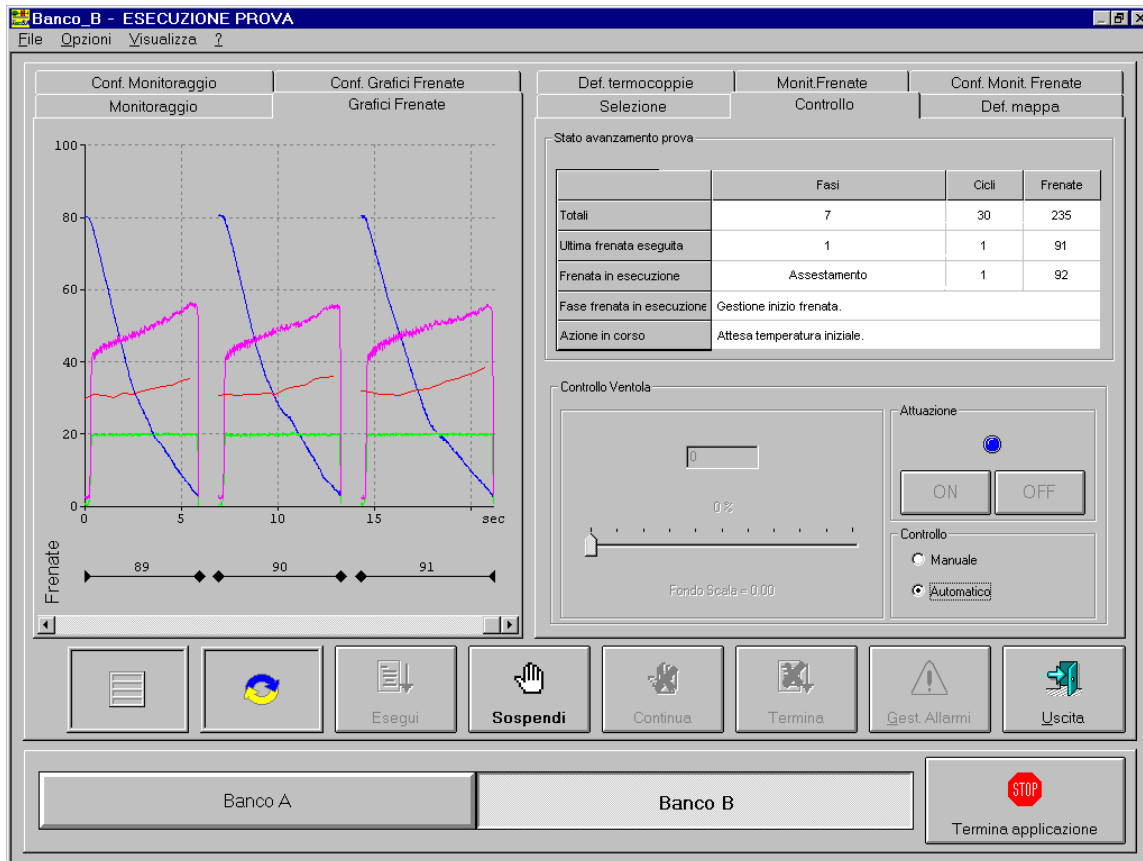 Banco_B - ESECUZIONE PROVA
File Opzioni Visualizza ?
Conf. Monitoraggio Conf. Grafici Frenate
Monitoraggio Grafici Frenate
100
80
60
40
20
0
0 5 10 15 sec
Frenate
89 90 91
Def. termocoppie Monit.Frenate Conf. Monit. Frenate
Selezione Controllo Def. mappa
Stato avanzamento prova
Fasi Cicli Frenate
Totali 7 30 235
Ultima frenata eseguita 1 1 91
Frenata in esecuzione Assestamento 1 92
Fase frenata in esecuzione Gestione inizio frenata.
Azione in corso Attesa temperatura iniziale.
Controllo Ventola
0
0 %
Fondo Scala = 0.00
Attuazione
ON OFF
Controllo
Manuale
Automatico
Esegui Sospendi Continua Termina Gest. Allarmi Uscita
Banco A Banco B
STOP
Termina applicazione